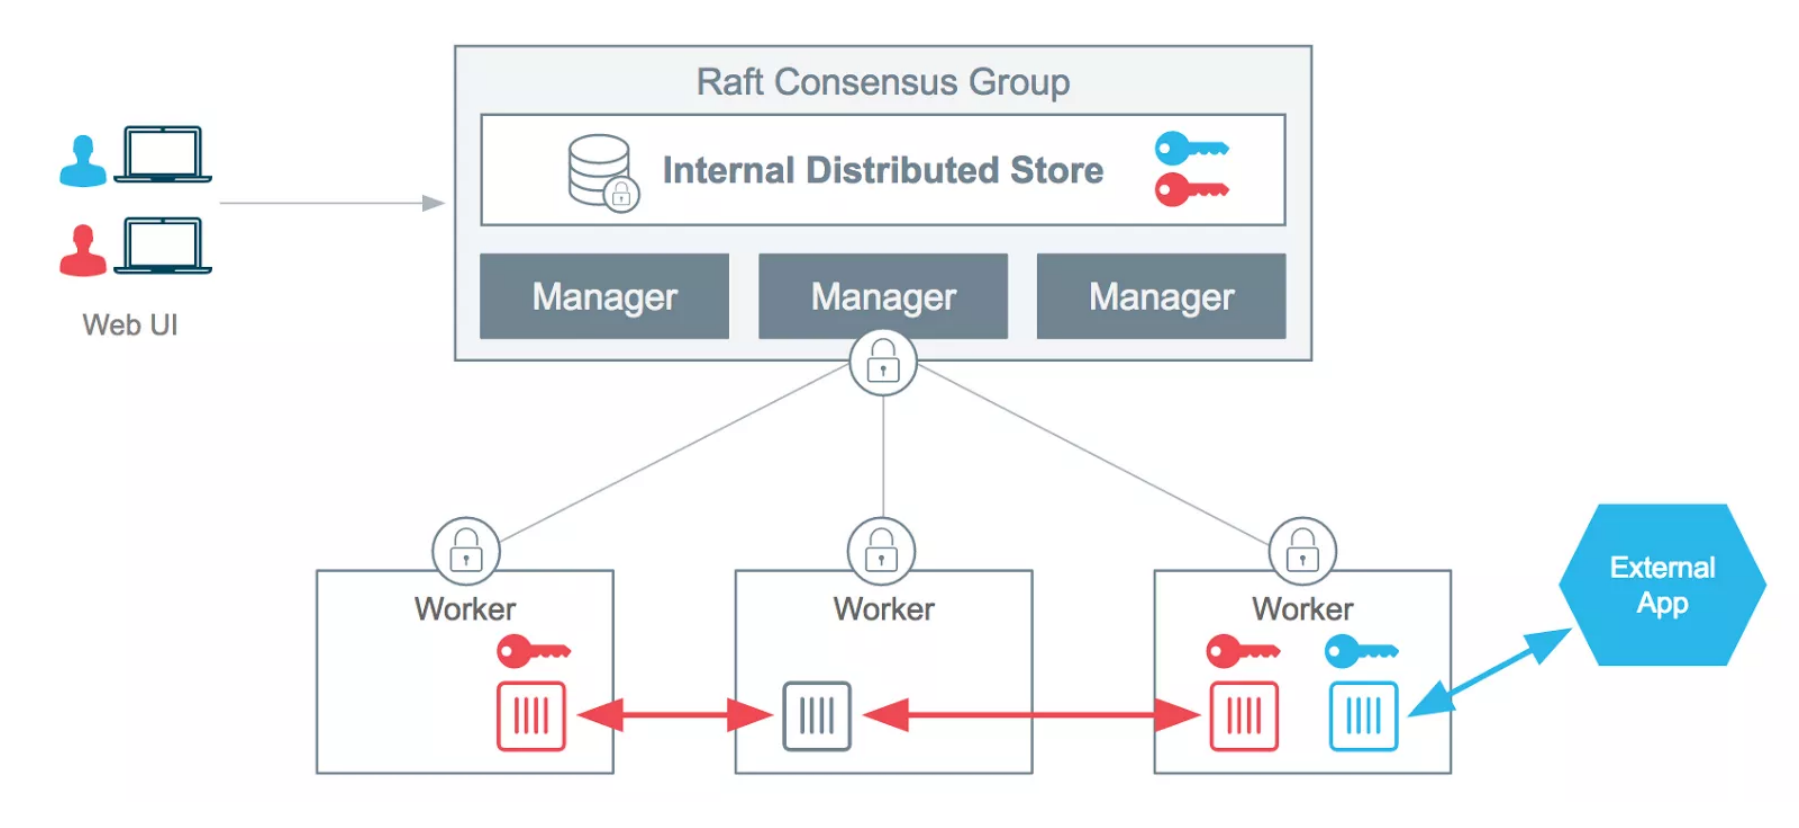 Raft Consensus Group
Internal Distributed Store
Manager
Manager
Manager
Web UI
Worker
Worker
Worker
External
App